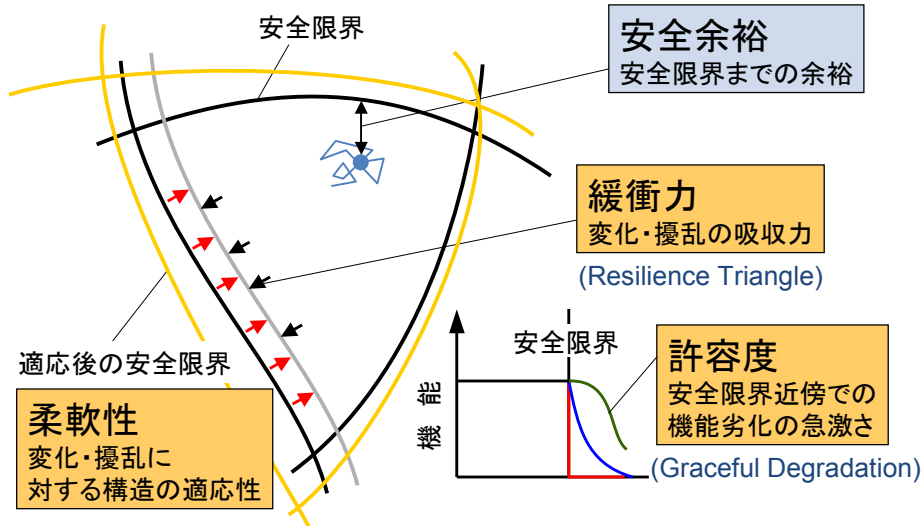 安全限界
安全余裕
安全限界までの余裕
緩衝力
変化・擾乱の吸収力
(Resilience Triangle)
適応後の安全限界
柔軟性
変化・擾乱に
対する構造の適応性
安全限界
機能
許容度
安全限界近傍での
機能劣化の急激さ
(Graceful Degradation)